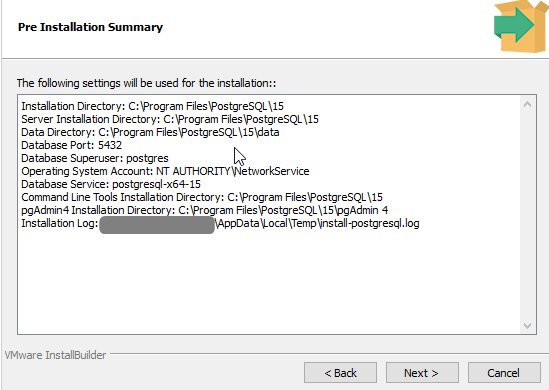 Pre Installation Summary
The following settings will be used for the installation::
Installation Directory: C:\Program Files\PostgreSQL\15
Server Installation Directory: C:\Program Files\PostgreSQL\15
Data Directory: C:\Program Files\PostgreSQL\15\data
Database Port: 5432
Database Superuser: postgres
Operating System Account: NT AUTHORITY\NetworkService
Database Service: postgresql-x64-15
Command Line Tools Installation Directory: C:\Program Files\PostgreSQL\15
pgAdmin4 Installation Directory: C:\Program Files\PostgreSQL\15\pgAdmin 4
Installation Log: \AppData\Local\Temp\install-postgresql.log
VMware InstallBuilder
< Back Next > Cancel